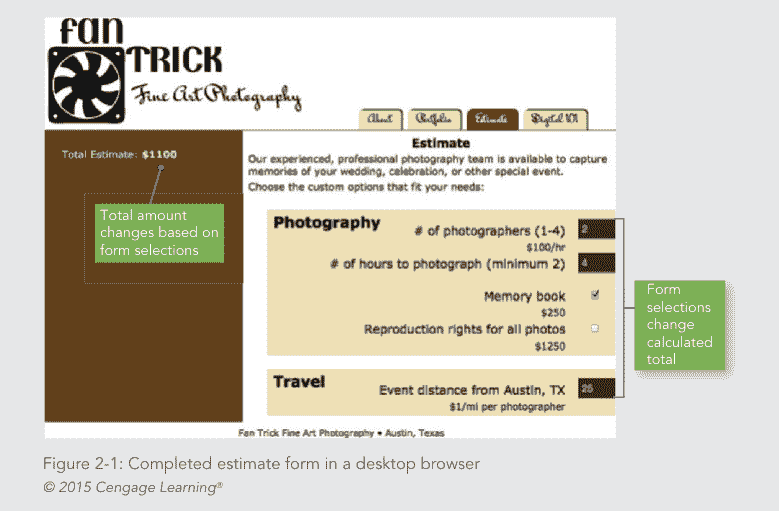 fan
TRICK
Fine Art Photography
About
Portfolio
Estimate
Digital 101
Total Estimate: $1100
Total amount
changes based on
form selections
Estimate
Our experienced, professional photography team is available to capture
memories of your wedding, celebration, or other special event.
Choose the custom options that fit your needs:
Photography
# of photographers (1-4)
2
$100/hr
# of hours to photograph (minimum 2)
4
Memory book
$250
Reproduction rights for all photos
$1250
Travel
Event distance from Austin, TX
25
$1/mi per photographer
Form
selections
change
calculated
total
Fan Trick Fine Art Photography • Austin, Texas
Figure 2-1: Completed estimate form in a desktop browser
© 2015 Cengage Learning®